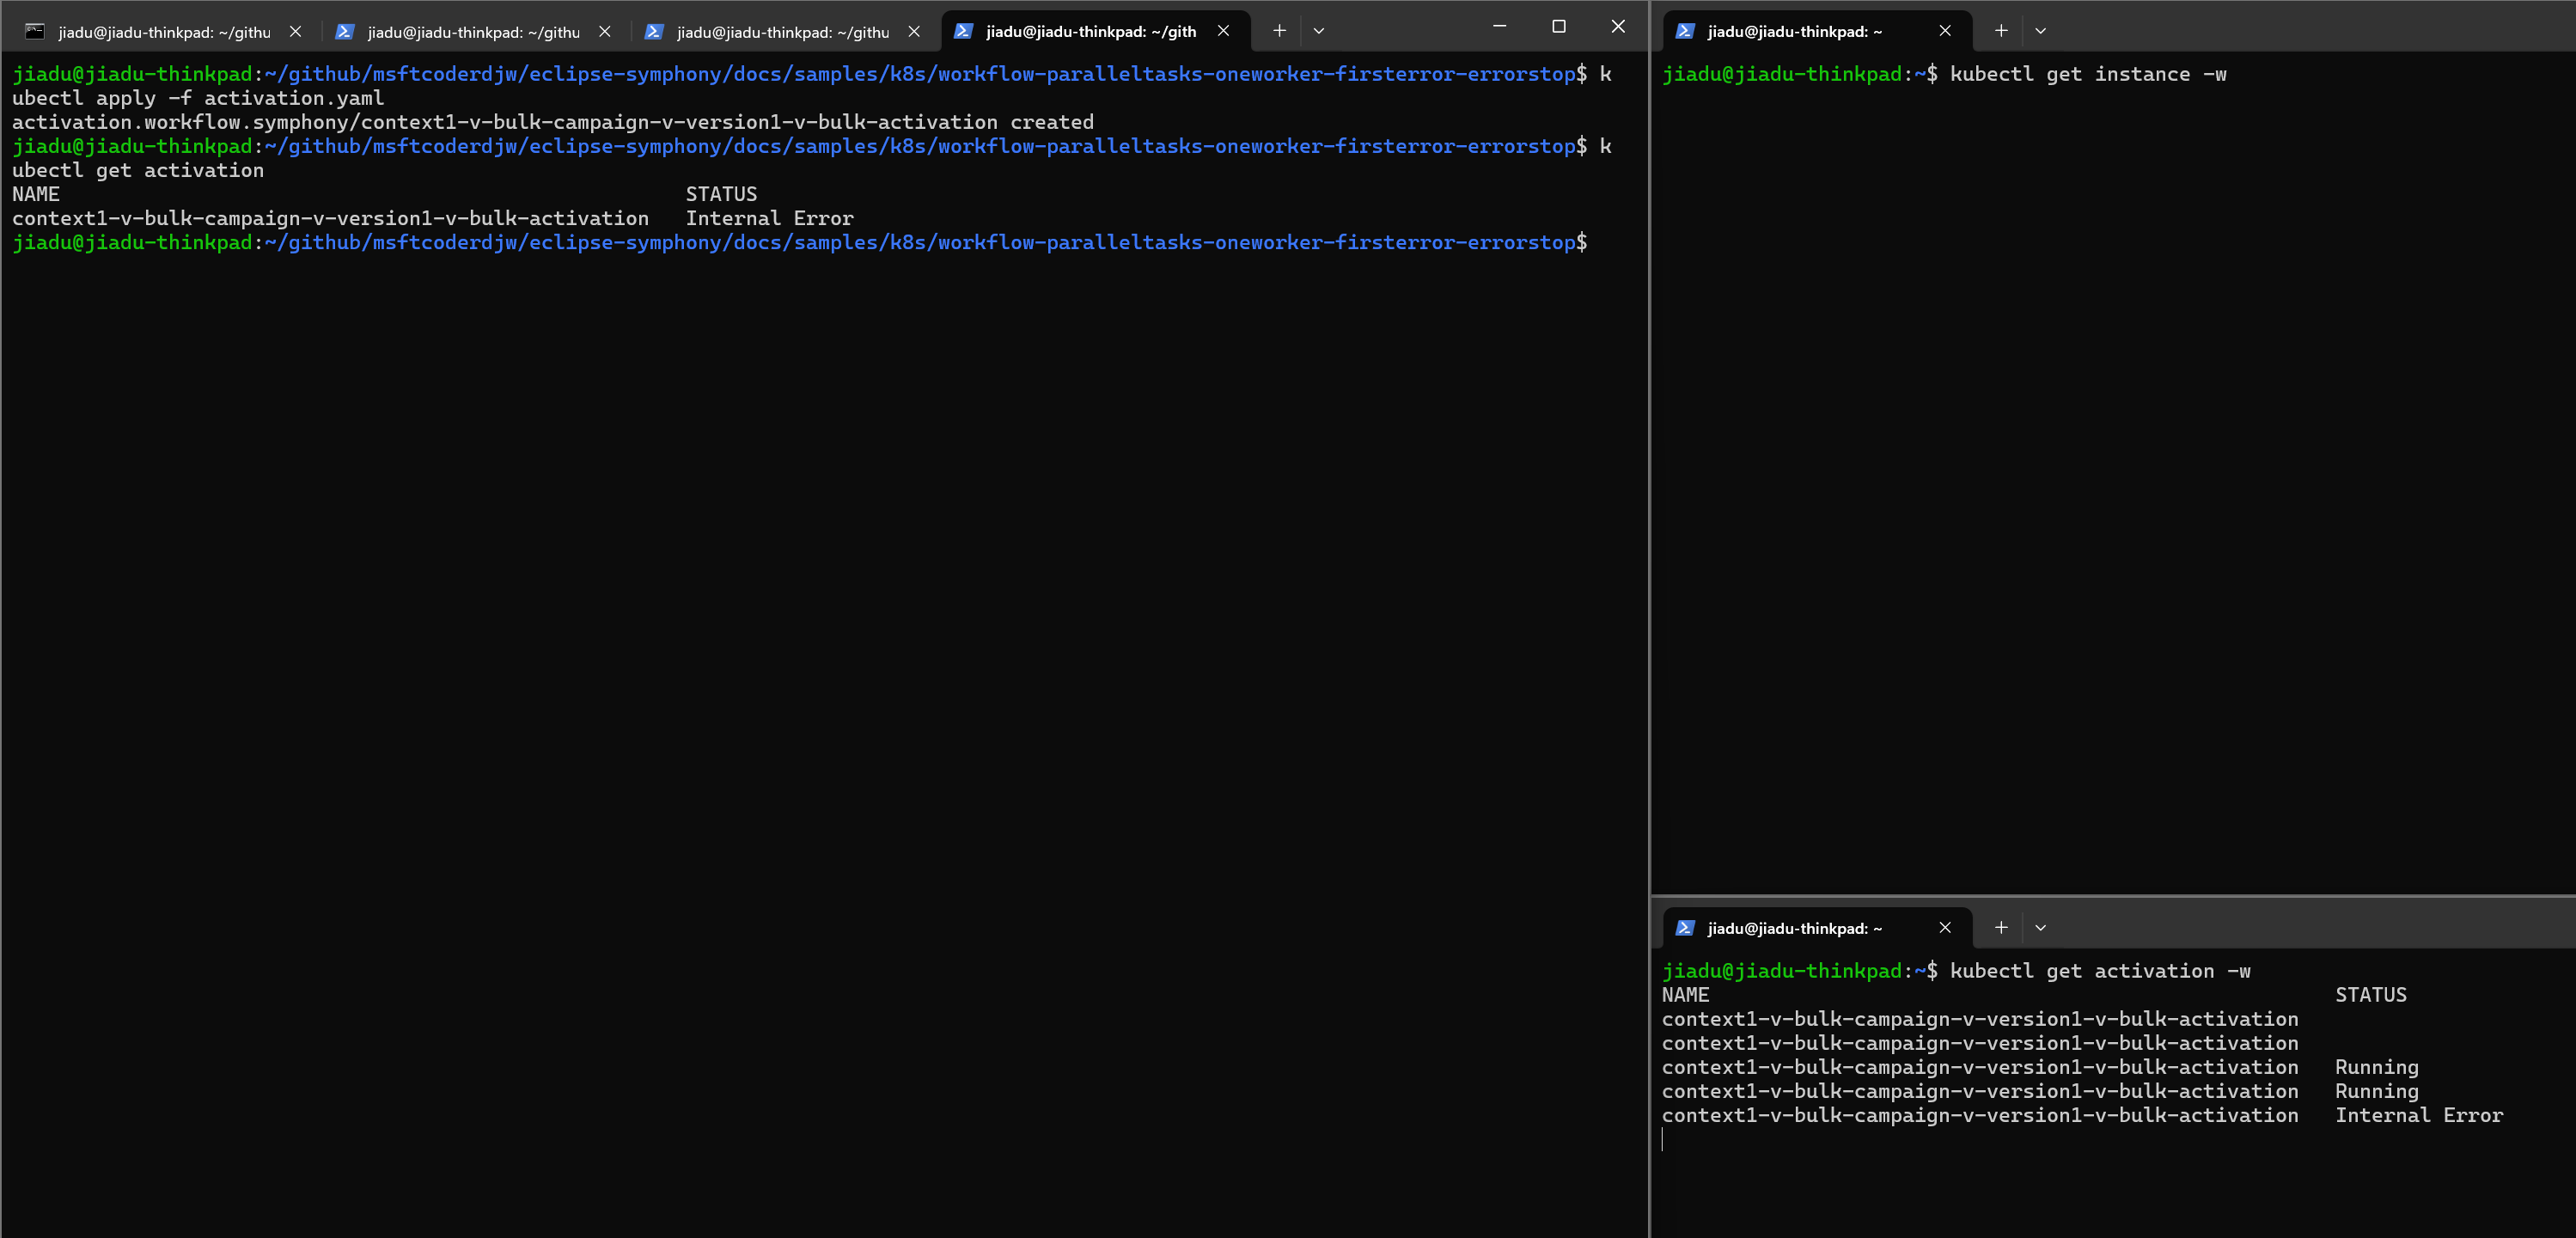 jiadu@jiadu-thinkpad: ~/githu
jiadu@jiadu-thinkpad: ~/githu
jiadu@jiadu-thinkpad: ~/githu
jiadu@jiadu-thinkpad: ~/gith
jiadu@jiadu-thinkpad:~/github/msftcoderdjw/eclipse-symphony/docs/samples/k8s/workflow-paralleltasks-oneworker-firsterror-errorstop$ k
ubectl apply -f activation.yaml
activation.workflow.symphony/context1-v-bulk-campaign-v-version1-v-bulk-activation created
jiadu@jiadu-thinkpad:~/github/msftcoderdjw/eclipse-symphony/docs/samples/k8s/workflow-paralleltasks-oneworker-firsterror-errorstop$ k
ubectl get activation
NAME STATUS
context1-v-bulk-campaign-v-version1-v-bulk-activation Internal Error
jiadu@jiadu-thinkpad:~/github/msftcoderdjw/eclipse-symphony/docs/samples/k8s/workflow-paralleltasks-oneworker-firsterror-errorstop$
jiadu@jiadu-thinkpad: ~
jiadu@jiadu-thinkpad:~$ kubectl get instance -w
jiadu@jiadu-thinkpad: ~
jiadu@jiadu-thinkpad:~$ kubectl get activation -w
NAME STATUS
context1-v-bulk-campaign-v-version1-v-bulk-activation
context1-v-bulk-campaign-v-version1-v-bulk-activation
context1-v-bulk-campaign-v-version1-v-bulk-activation Running
context1-v-bulk-campaign-v-version1-v-bulk-activation Running
context1-v-bulk-campaign-v-version1-v-bulk-activation Internal Error